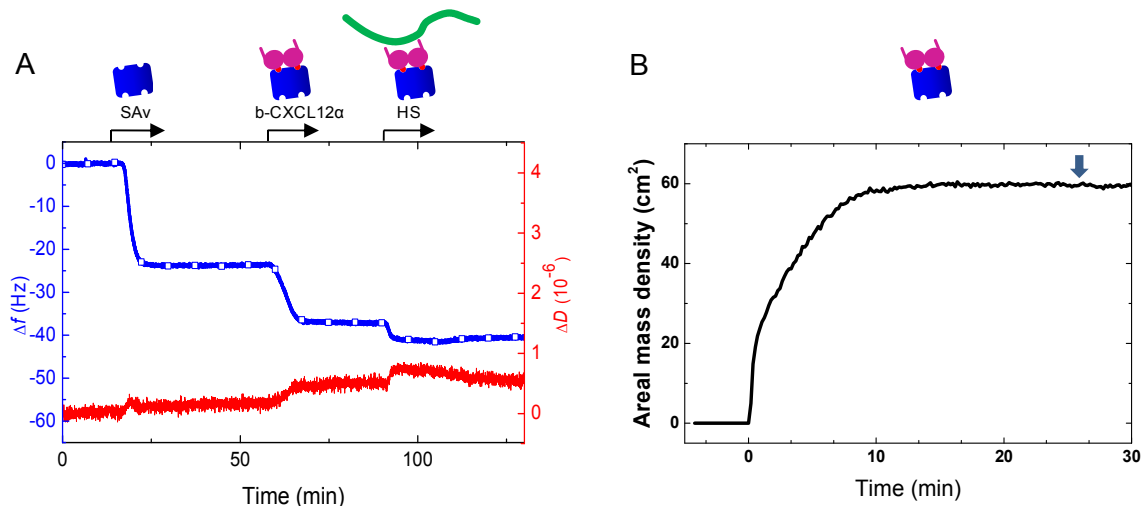 A
SAv
b-CXCL12α
HS
0
-10
-20
-30
-40
-50
-60
Δf (Hz)
4
3
2
1
0
ΔD (10⁻⁶)
0
50
100
Time (min)
B
60
40
20
0
Areal mass density (cm²)
0
10
20
30
Time (min)